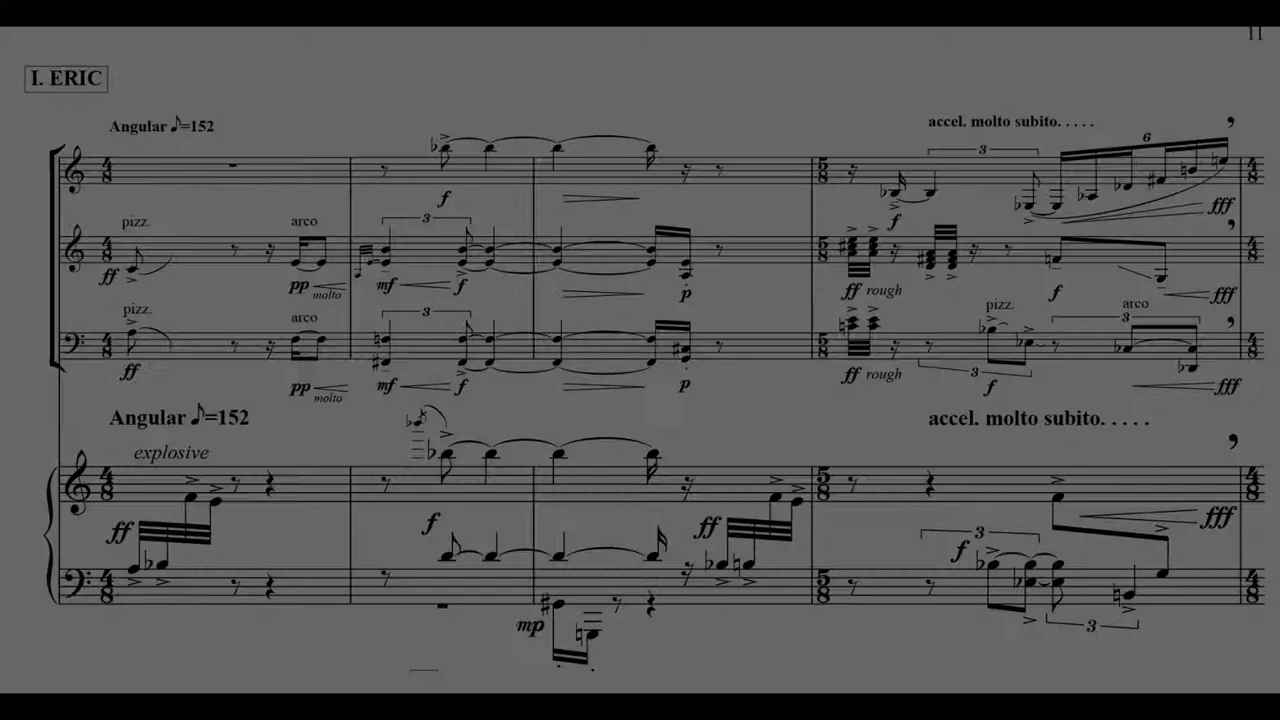 11
I. ERIC
Angular ♪=152
accel. molto subito. . . . .
3
6
f
f
fff
pizz.
arco
3
ff
pp
molto
mf
f
p
ff rough
f
fff
pizz.
arco
3
pizz.
arco
3
ff
pp
molto
mf
f
p
ff rough
3
f
fff
Angular ♪=152
accel. molto subito. . . . .
explosive
ff
f
ff
fff
3
f
mp
3